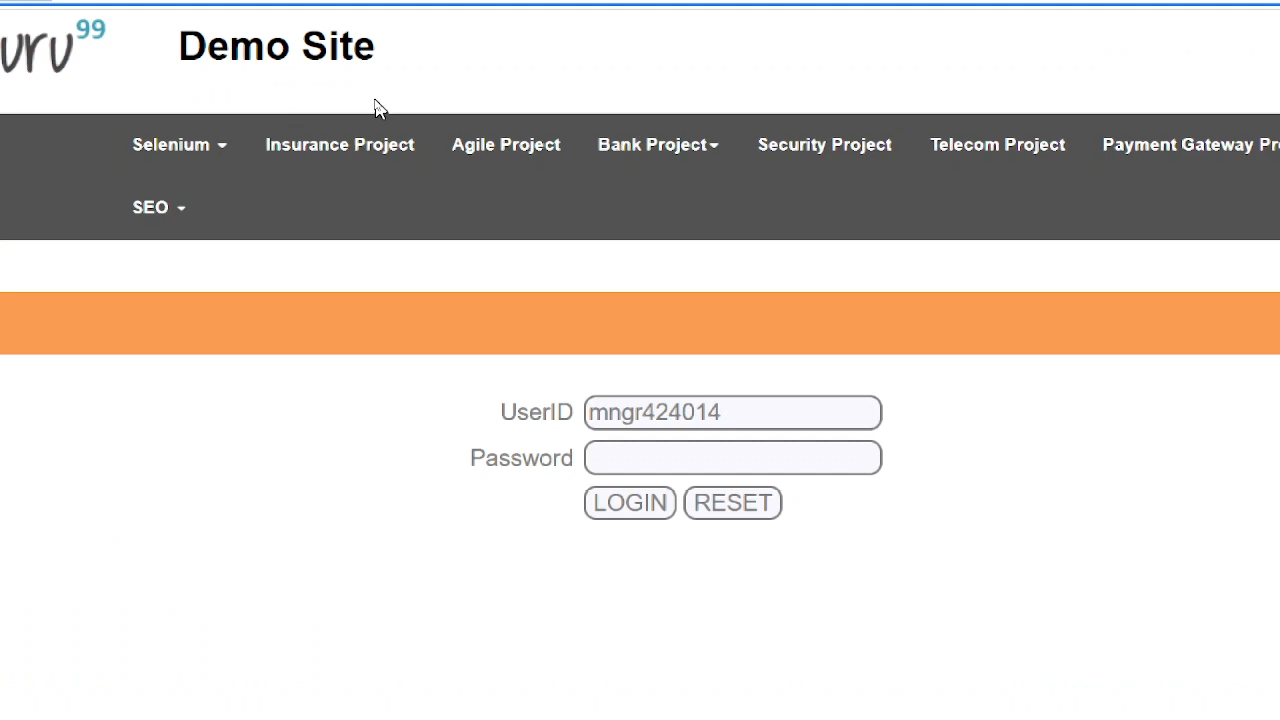 uru99
Demo Site
Selenium Insurance Project Agile Project Bank Project Security Project Telecom Project Payment Gateway Pr
SEO
UserID mngr424014
Password
LOGIN RESET